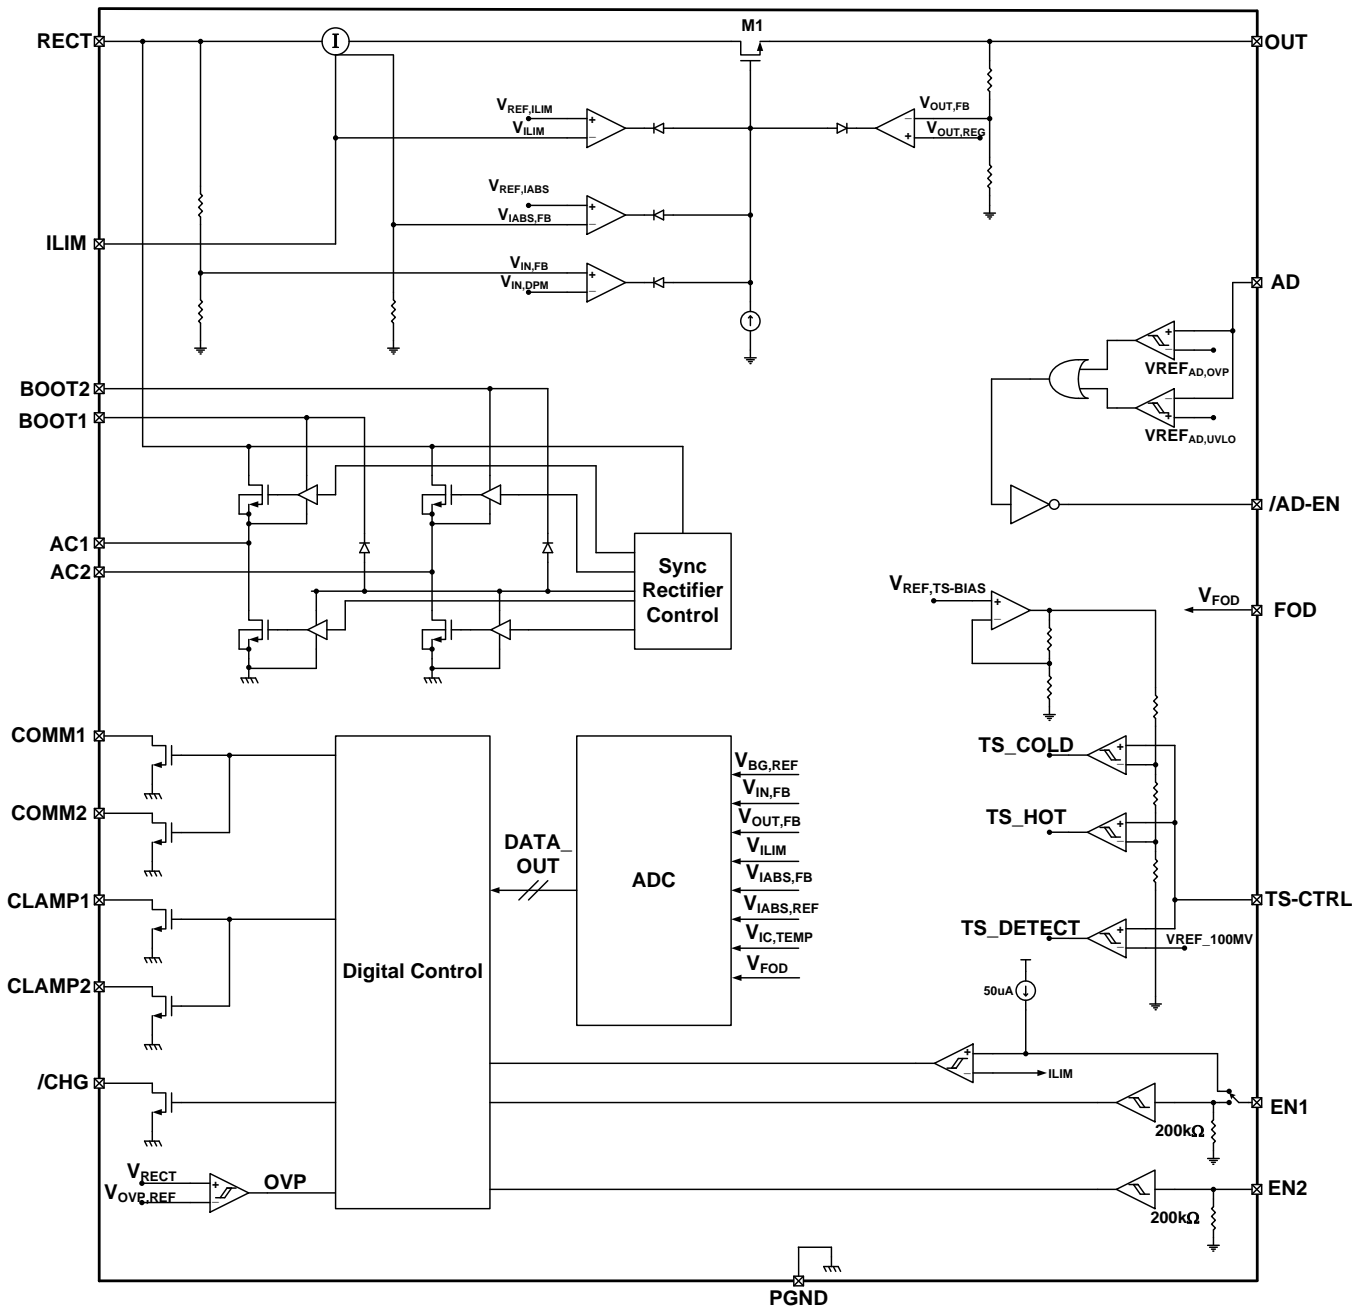 M1
RECT
I
OUT
VREF,ILIM
+
VILIM
−
VOUT,FB
−
VOUT,REG
+
VREF,IABS
+
VIABS,FB
−
ILIM
VIN,FB
+
VIN,DPM
−
AD
+
−
VREFAD,OVP
−
+
VREFAD,UVLO
BOOT2
BOOT1
/AD-EN
AC1
AC2
Sync
Rectifier
Control
VREF,TS-BIAS
+
−
VFOD
FOD
COMM1
COMM2
CLAMP1
CLAMP2
/CHG
Digital Control
DATA_
OUT
ADC
VBG,REF
VIN,FB
VOUT,FB
VILIM
VIABS,FB
VIABS,REF
VIC,TEMP
VFOD
TS_COLD
+
−
TS_HOT
+
−
TS-CTRL
TS_DETECT
+
−
VREF_100MV
50uA
+
−
ILIM
EN1
200kΩ
VRECT
+
OVP
VOVP,REF
−
EN2
200kΩ
PGND